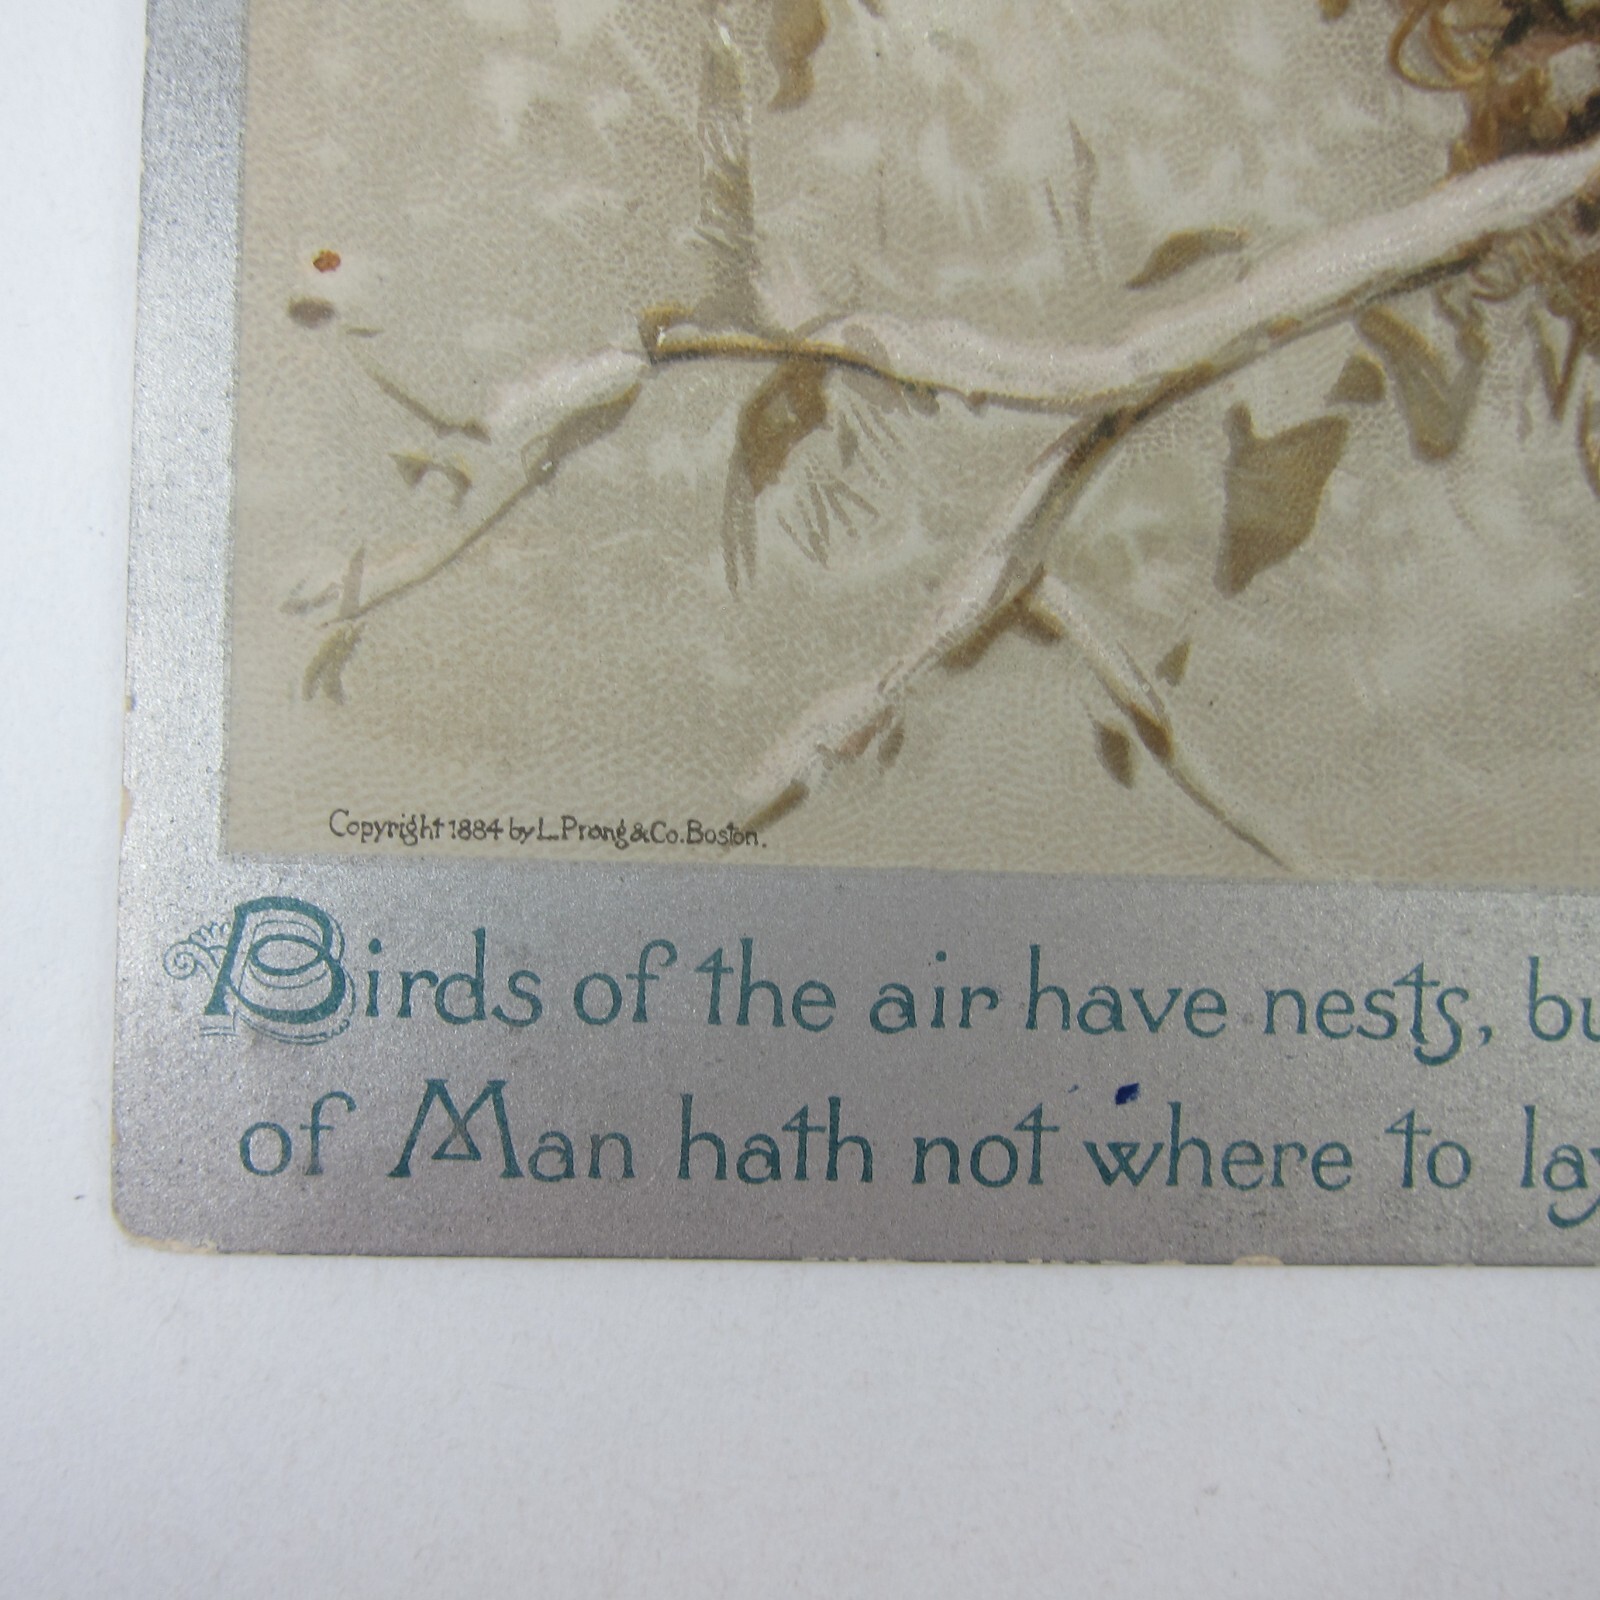 Copyright 1884 by L. Prang & Co. Boston.
Birds of the air have nests, bu
of Man hath not where to lay